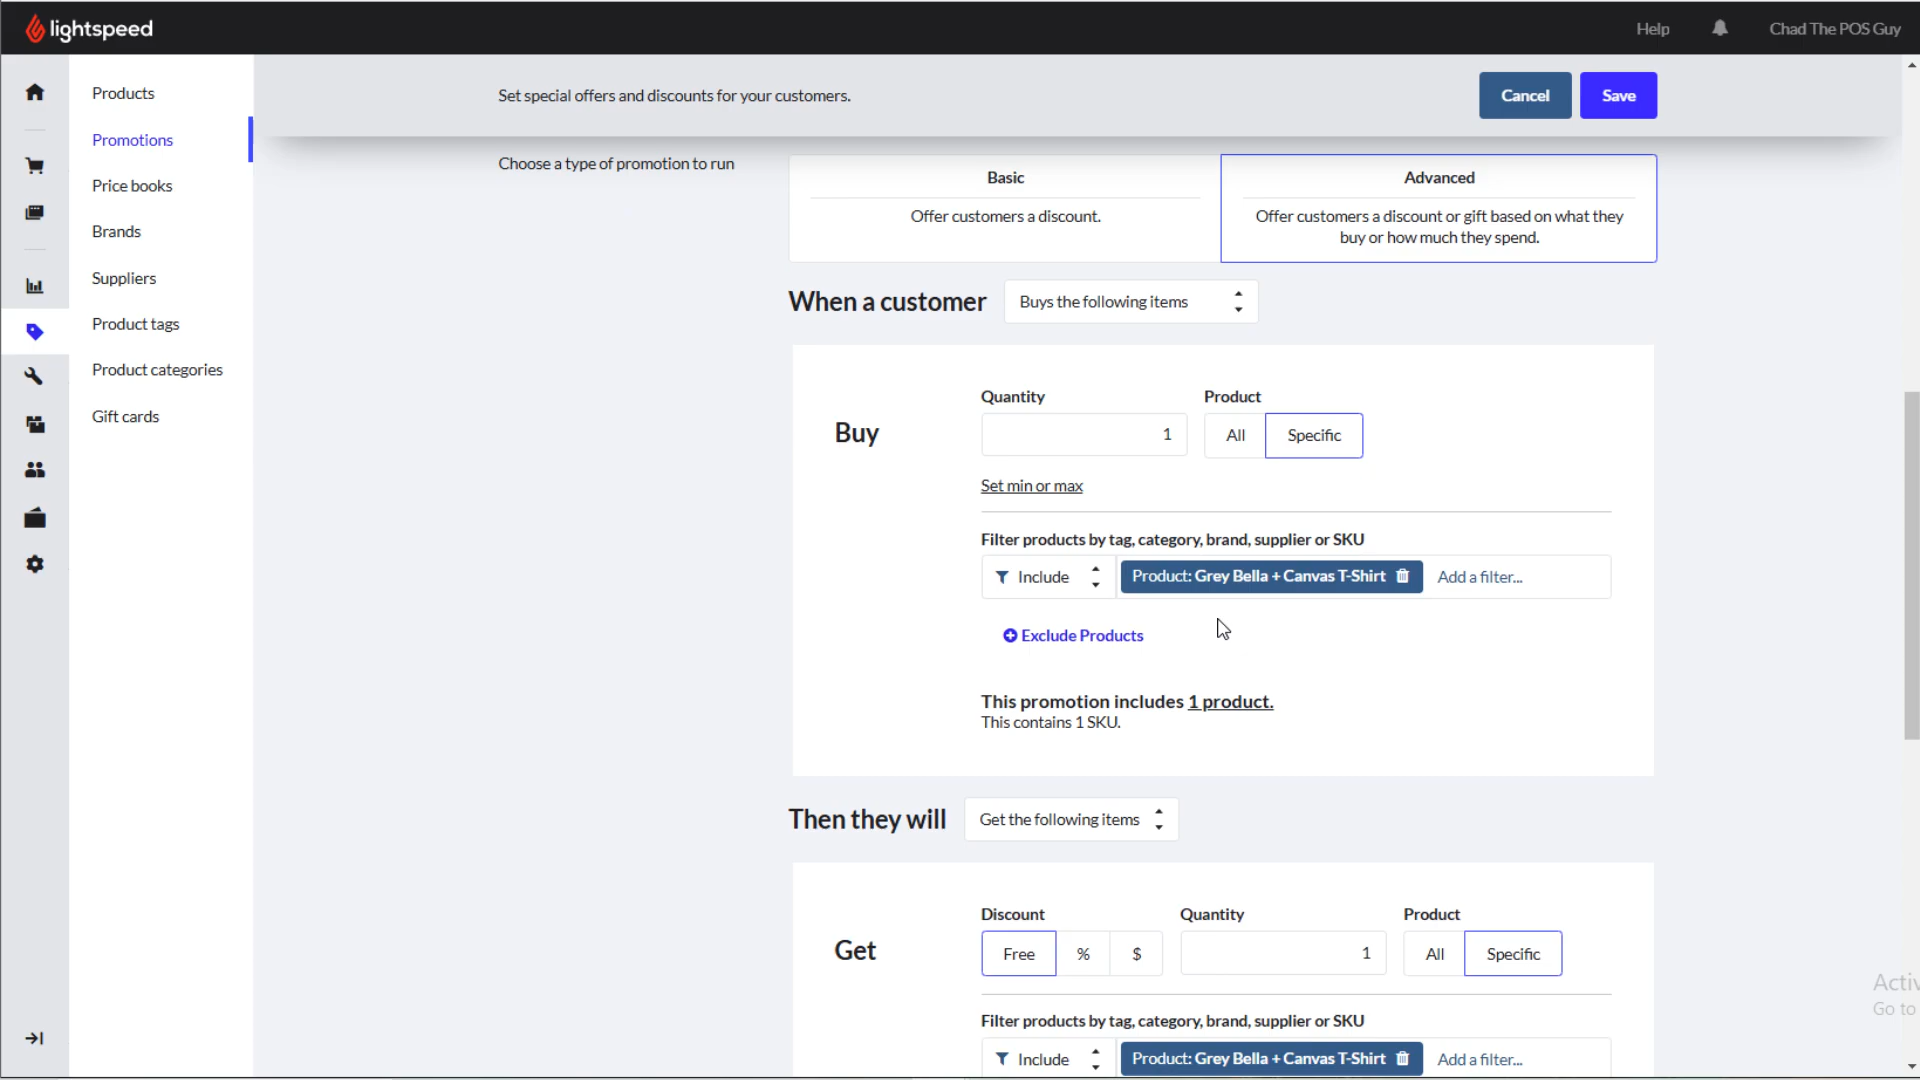 lightspeed
Help
Chad The POS Guy
Products
Promotions
Price books
Brands
Suppliers
Product tags
Product categories
Gift cards
Set special offers and discounts for your customers.
Cancel
Save
Choose a type of promotion to run
Basic
Offer customers a discount.
Advanced
Offer customers a discount or gift based on what they
buy or how much they spend.
When a customer
Buys the following items
Buy
Quantity
Product
1
All
Specific
Set min or max
Filter products by tag, category, brand, supplier or SKU
Include
Product: Grey Bella + Canvas T-Shirt
Add a filter...
Exclude Products
This promotion includes 1 product.
This contains 1 SKU.
Then they will
Get the following items
Get
Discount
Quantity
Product
Free
%
$
1
All
Specific
Filter products by tag, category, brand, supplier or SKU
Include
Product: Grey Bella + Canvas T-Shirt
Add a filter...
Activ
Go to